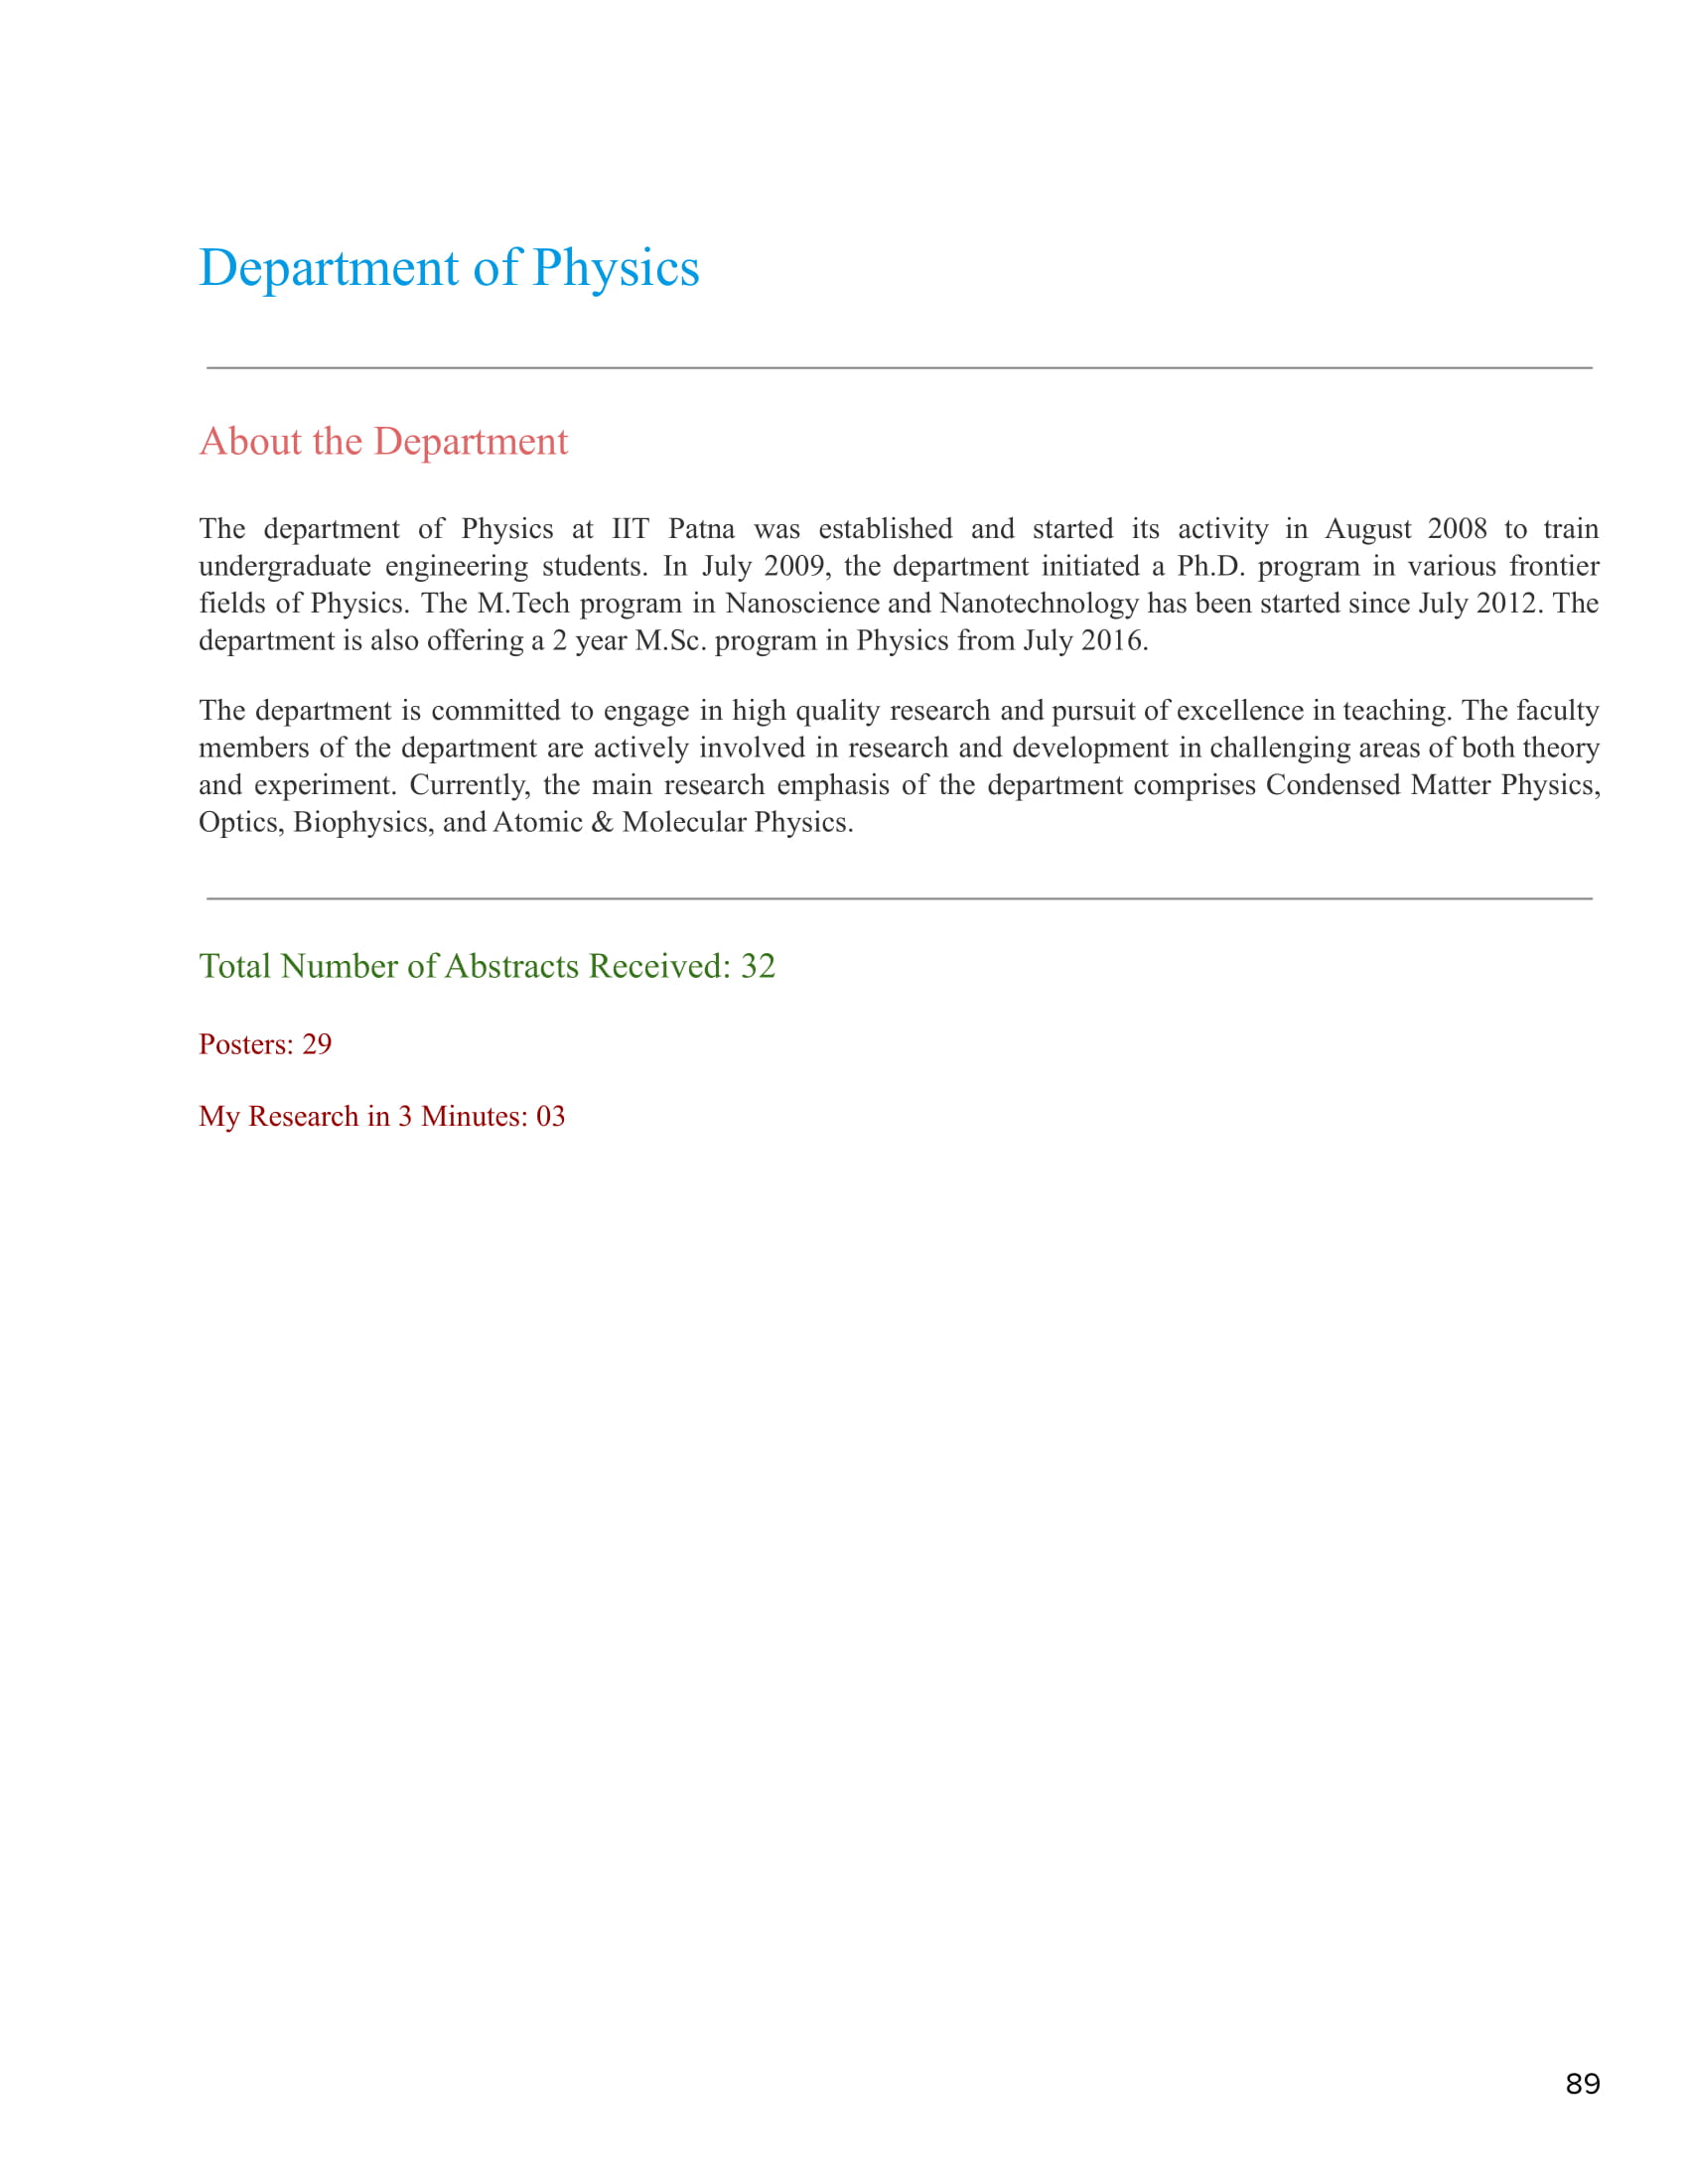 Department of Physics
About the Department
The department of Physics at IIT Patna was established and started its activity in August 2008 to train
undergraduate engineering students. In July 2009, the department initiated a Ph.D. program in various frontier
fields of Physics. The M.Tech program in Nanoscience and Nanotechnology has been started since July 2012. The
department is also offering a 2 year M.Sc. program in Physics from July 2016.
The department is committed to engage in high quality research and pursuit of excellence in teaching. The faculty
members of the department are actively involved in research and development in challenging areas of both theory
and experiment. Currently, the main research emphasis of the department comprises Condensed Matter Physics,
Optics, Biophysics, and Atomic & Molecular Physics.
Total Number of Abstracts Received: 32
Posters: 29
My Research in 3 Minutes: 03
89